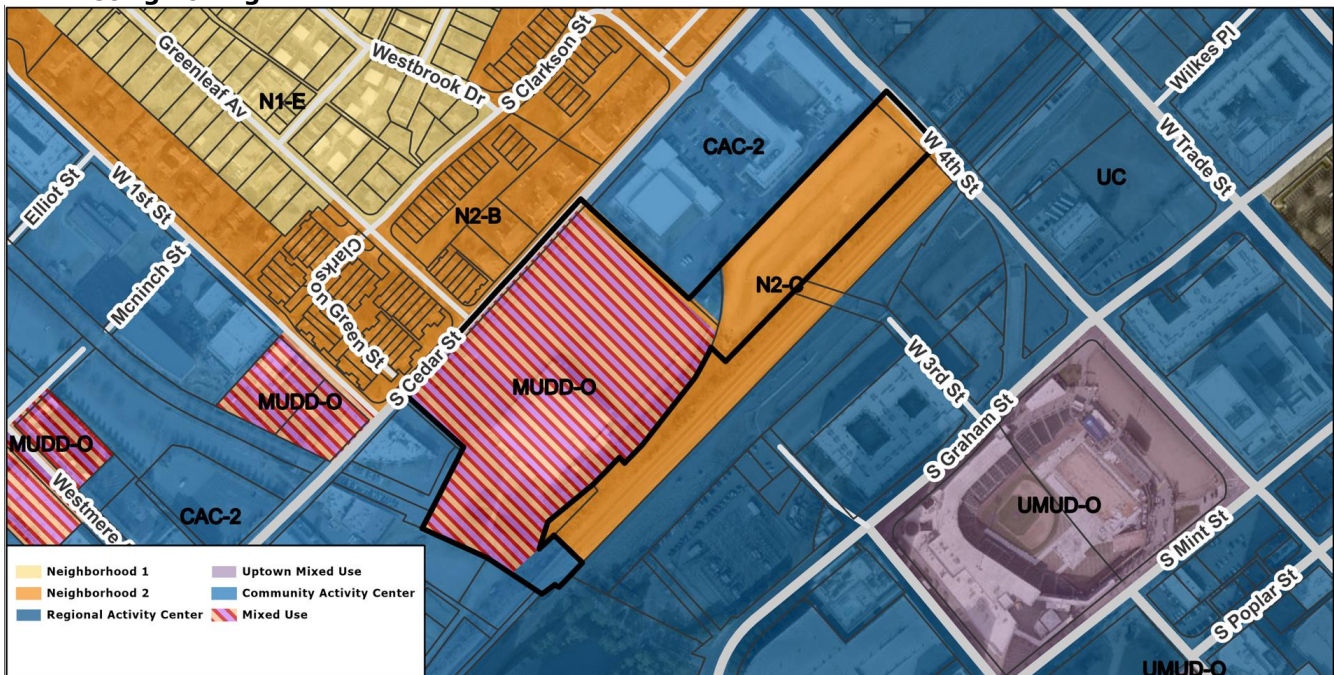 Greenleaf Av
Westbrook Dr
S Clarkson St
N1-E
CAC-2
W 4th St
Wilkes Pl
W Trade St
UC
Elliot St
W 1st St
Mcninch St
N2-B
Clarkson Green St
N2-C
S Cedar St
MUDD-O
MUDD-O
MUDD-O
W 3rd St
S Graham St
UMUD-O
S Mint St
S Poplar St
CAC-2
UMUD-O
Neighborhood 1
Neighborhood 2
Regional Activity Center
Uptown Mixed Use
Community Activity Center
Mixed Use